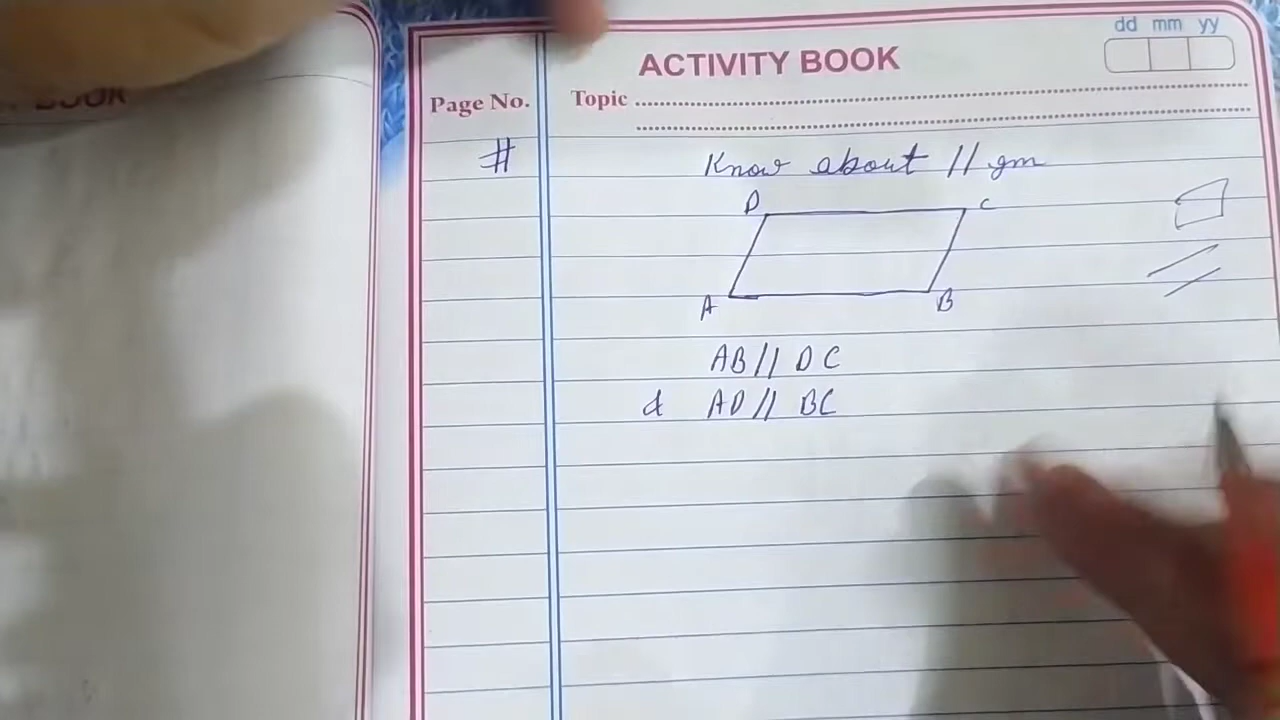 dd mm yy
ACTIVITY BOOK
Page No. Topic
# Know about // gm
D C
A B
AB // DC
& AD // BC